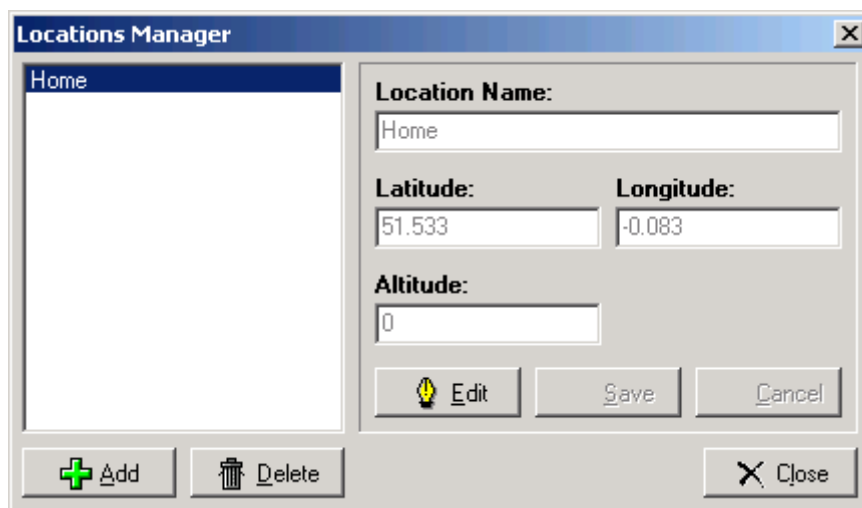 Locations Manager
Home
Location Name:
Home
Latitude: Longitude:
51.533 -0.083
Altitude:
0
Edit Save Cancel
Add Delete Close